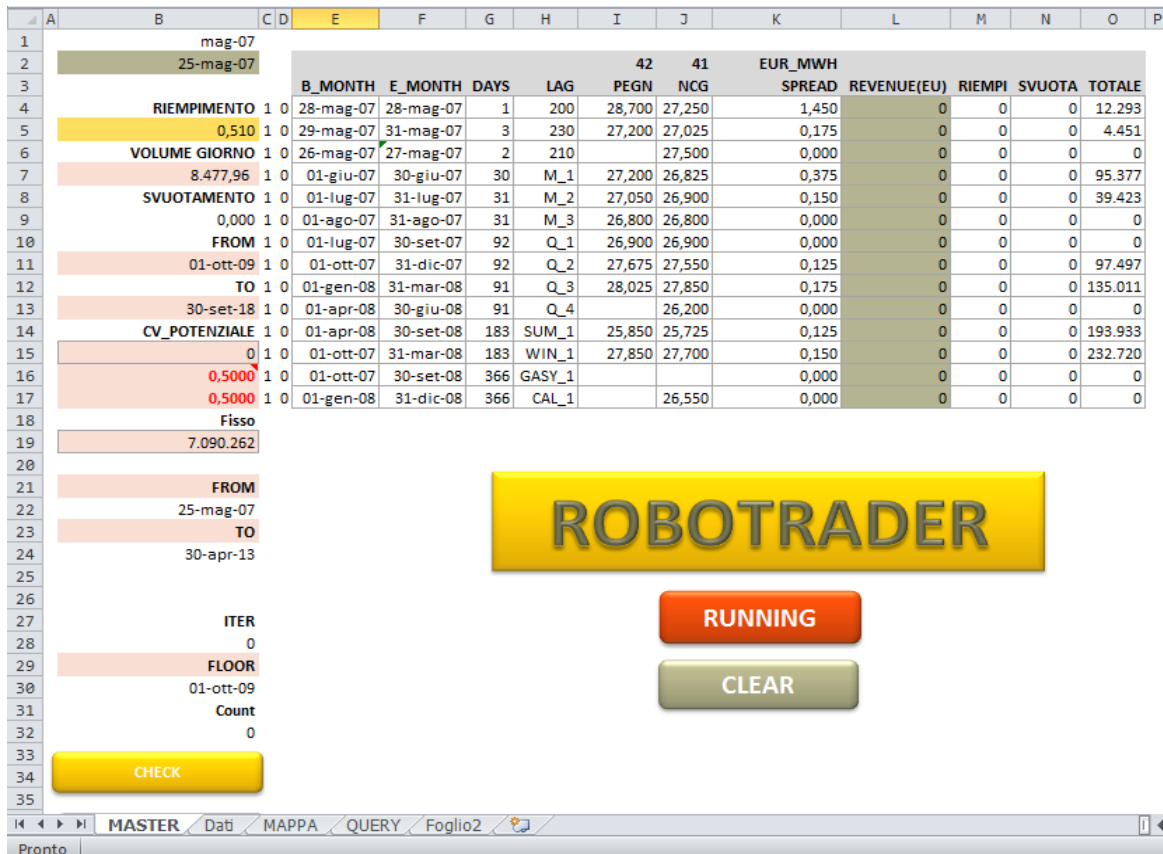 A B C D E F G H I J K L M N O P
1 mag-07
2 25-mag-07 42 41 EUR_MWH
3 B_MONTH E_MONTH DAYS LAG PEGN NCG SPREAD REVENUE(EU) RIEMPI SVUOTA TOTALE
4 RIEMPIMENTO 1 0 28-mag-07 28-mag-07 1 200 28,700 27,250 1,450 0 0 0 12.293
5 0,510 1 0 29-mag-07 31-mag-07 3 230 27,200 27,025 0,175 0 0 0 4.451
6 VOLUME GIORNO 1 0 26-mag-07 27-mag-07 2 210 27,500 0,000 0 0 0 0
7 8.477,96 1 0 01-giu-07 30-giu-07 30 M_1 27,200 26,825 0,375 0 0 0 95.377
8 SVUOTAMENTO 1 0 01-lug-07 31-lug-07 31 M_2 27,050 26,900 0,150 0 0 0 39.423
9 0,000 1 0 01-ago-07 31-ago-07 31 M_3 26,800 26,800 0,000 0 0 0 0
10 FROM 1 0 01-lug-07 30-set-07 92 Q_1 26,900 26,900 0,000 0 0 0 0
11 01-ott-09 1 0 01-ott-07 31-dic-07 92 Q_2 27,675 27,550 0,125 0 0 0 97.497
12 TO 1 0 01-gen-08 31-mar-08 91 Q_3 28,025 27,850 0,175 0 0 0 135.011
13 30-set-18 1 0 01-apr-08 30-giu-08 91 Q_4 26,200 0,000 0 0 0 0
14 CV_POTENZIALE 1 0 01-apr-08 30-set-08 183 SUM_1 25,850 25,725 0,125 0 0 0 193.933
15 0 1 0 01-ott-07 31-mar-08 183 WIN_1 27,850 27,700 0,150 0 0 0 232.720
16 0,5000 1 0 01-ott-07 30-set-08 366 GASY_1 0,000 0 0 0 0
17 0,5000 1 0 01-gen-08 31-dic-08 366 CAL_1 26,550 0,000 0 0 0 0
18 Fisso
19 7.090.262
20
21 FROM
22 25-mag-07
23 TO
24 30-apr-13
ROBOTRADER
25
26
27 ITER
RUNNING
28 0
29 FLOOR
30 01-ott-09
CLEAR
31 Count
32 0
33
34 CHECK
35
MASTER Dati MAPPA QUERY Foglio2
Pronto